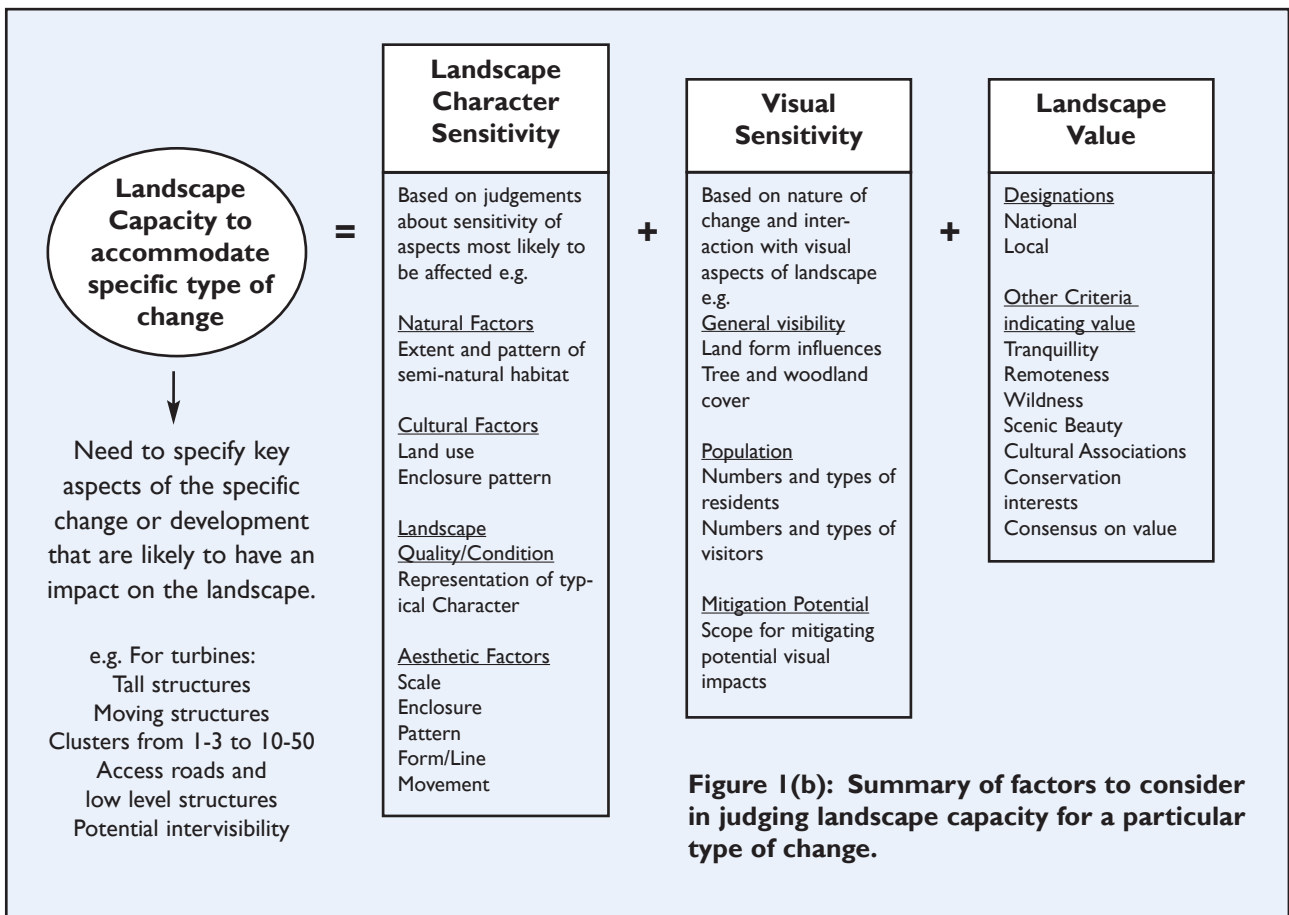 Landscape
Capacity to
accommodate
specific type of
change
Need to specify key
aspects of the specific
change or development
that are likely to have an
impact on the landscape.
e.g. For turbines:
Tall structures
Moving structures
Clusters from 1-3 to 10-50
Access roads and
low level structures
Potential intervisibility
=
Landscape
Character
Sensitivity
Based on judgements
about sensitivity of
aspects most likely to
be affected e.g.
Natural Factors
Extent and pattern of
semi-natural habitat
Cultural Factors
Land use
Enclosure pattern
Landscape
Quality/Condition
Representation of typ-
ical Character
Aesthetic Factors
Scale
Enclosure
Pattern
Form/Line
Movement
+
Visual
Sensitivity
Based on nature of
change and inter-
action with visual
aspects of landscape
e.g.
General visibility
Land form influences
Tree and woodland
cover
Population
Numbers and types of
residents
Numbers and types of
visitors
Mitigation Potential
Scope for mitigating
potential visual
impacts
+
Landscape
Value
Designations
National
Local
Other Criteria
indicating value
Tranquillity
Remoteness
Wildness
Scenic Beauty
Cultural Associations
Conservation
interests
Consensus on value
Figure 1(b): Summary of factors to consider
in judging landscape capacity for a particular
type of change.